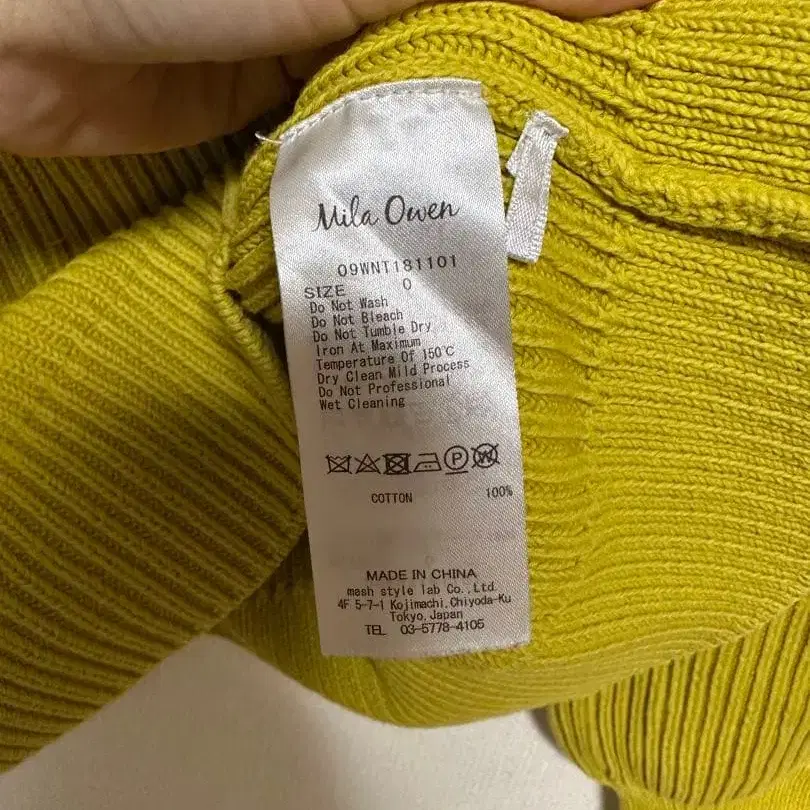 Mila Owen
09WNT181101
SIZE 0
Do Not Wash
Do Not Bleach
Do Not Tumble Dry
Iron At Maximum
Temperature Of 150℃
Dry Clean Mild Process
Do Not Professional
Wet Cleaning
P W
COTTON 100%
MADE IN CHINA
mash style lab Co.,Ltd.
4F 5-7-1 Kojimachi,Chiyoda-Ku
Tokyo,Japan
TEL 03-5778-4105